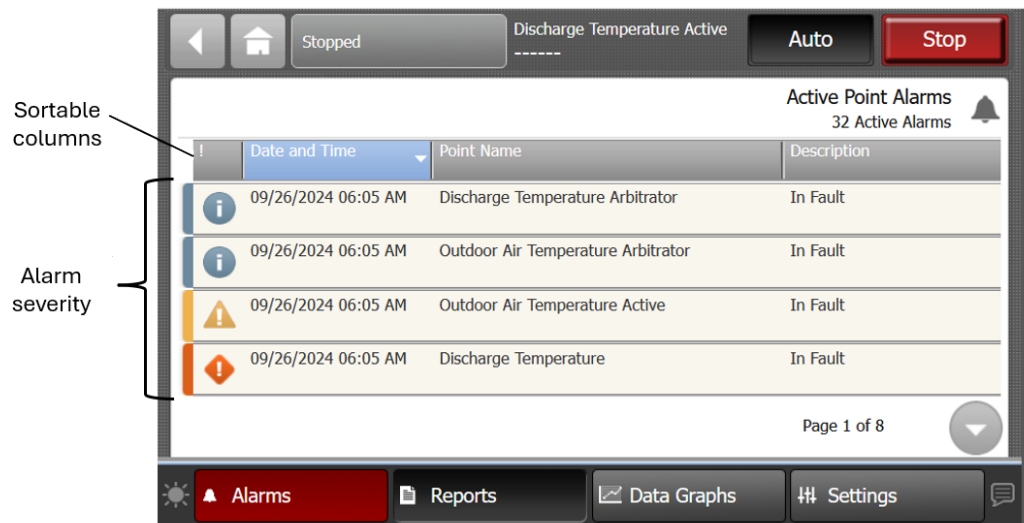 Stopped
Discharge Temperature Active
------
Auto
Stop
Active Point Alarms
32 Active Alarms
Sortable
columns
! Date and Time Point Name Description
09/26/2024 06:05 AM Discharge Temperature Arbitrator In Fault
09/26/2024 06:05 AM Outdoor Air Temperature Arbitrator In Fault
Alarm
severity
09/26/2024 06:05 AM Outdoor Air Temperature Active In Fault
09/26/2024 06:05 AM Discharge Temperature In Fault
Page 1 of 8
Alarms
Reports
Data Graphs
Settings